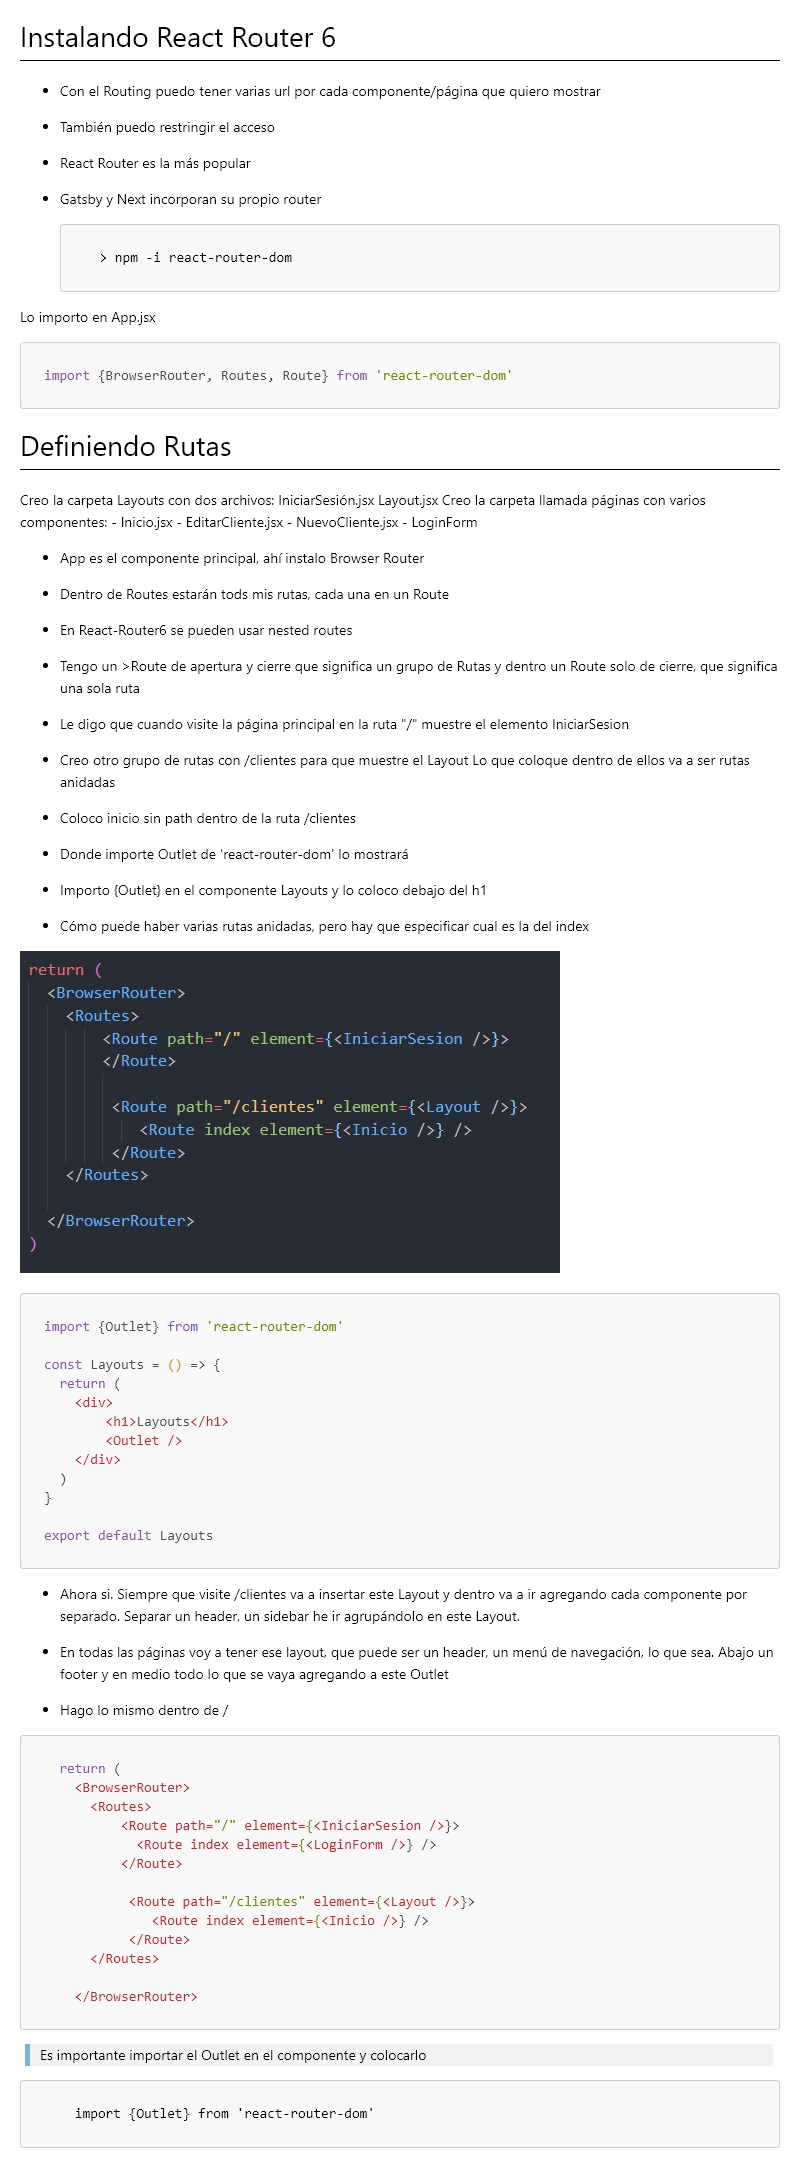 Instalando React Router 6
Con el Routing puedo tener varias url por cada componente/página que quiero mostrar
También puedo restringir el acceso
React Router es la más popular
Gatsby y Next incorporan su propio router
> npm -i react-router-dom
Lo importo en App.jsx
import {BrowserRouter, Routes, Route} from 'react-router-dom'
Definiendo Rutas
Creo la carpeta Layouts con dos archivos: IniciarSesión.jsx Layout.jsx Creo la carpeta llamada páginas con varios
componentes: - Inicio.jsx - EditarCliente.jsx - NuevoCliente.jsx - LoginForm
App es el componente principal, ahí instalo Browser Router
Dentro de Routes estarán tods mis rutas, cada una en un Route
En React-Router6 se pueden usar nested routes
Tengo un >Route de apertura y cierre que significa un grupo de Rutas y dentro un Route solo de cierre, que significa
una sola ruta
Le digo que cuando visite la página principal en la ruta "/" muestre el elemento IniciarSesion
Creo otro grupo de rutas con /clientes para que muestre el Layout Lo que coloque dentro de ellos va a ser rutas
anidadas
Coloco inicio sin path dentro de la ruta /clientes
Donde importe Outlet de 'react-router-dom' lo mostrará
Importo {Outlet} en el componente Layouts y lo coloco debajo del h1
Cómo puede haber varias rutas anidadas, pero hay que especificar cual es la del index
return (
<BrowserRouter>
<Routes>
<Route path="/" element={<IniciarSesion />}>
</Route>
<Route path="/clientes" element={<Layout />}>
<Route index element={<Inicio />} />
</Route>
</Routes>
</BrowserRouter>
)
import {Outlet} from 'react-router-dom'
const Layouts = () => {
return (
<div>
<h1>Layouts</h1>
<Outlet />
</div>
)
}
export default Layouts
Ahora si. Siempre que visite /clientes va a insertar este Layout y dentro va a ir agregando cada componente por
separado. Separar un header, un sidebar he ir agrupándolo en este Layout.
En todas las páginas voy a tener ese layout, que puede ser un header, un menú de navegación, lo que sea. Abajo un
footer y en medio todo lo que se vaya agregando a este Outlet
Hago lo mismo dentro de /
return (
<BrowserRouter>
<Routes>
<Route path="/" element={<IniciarSesion />}>
<Route index element={<LoginForm />} />
</Route>
<Route path="/clientes" element={<Layout />}>
<Route index element={<Inicio />} />
</Route>
</Routes>
</BrowserRouter>
Es importante importar el Outlet en el componente y colocarlo
import {Outlet} from 'react-router-dom'